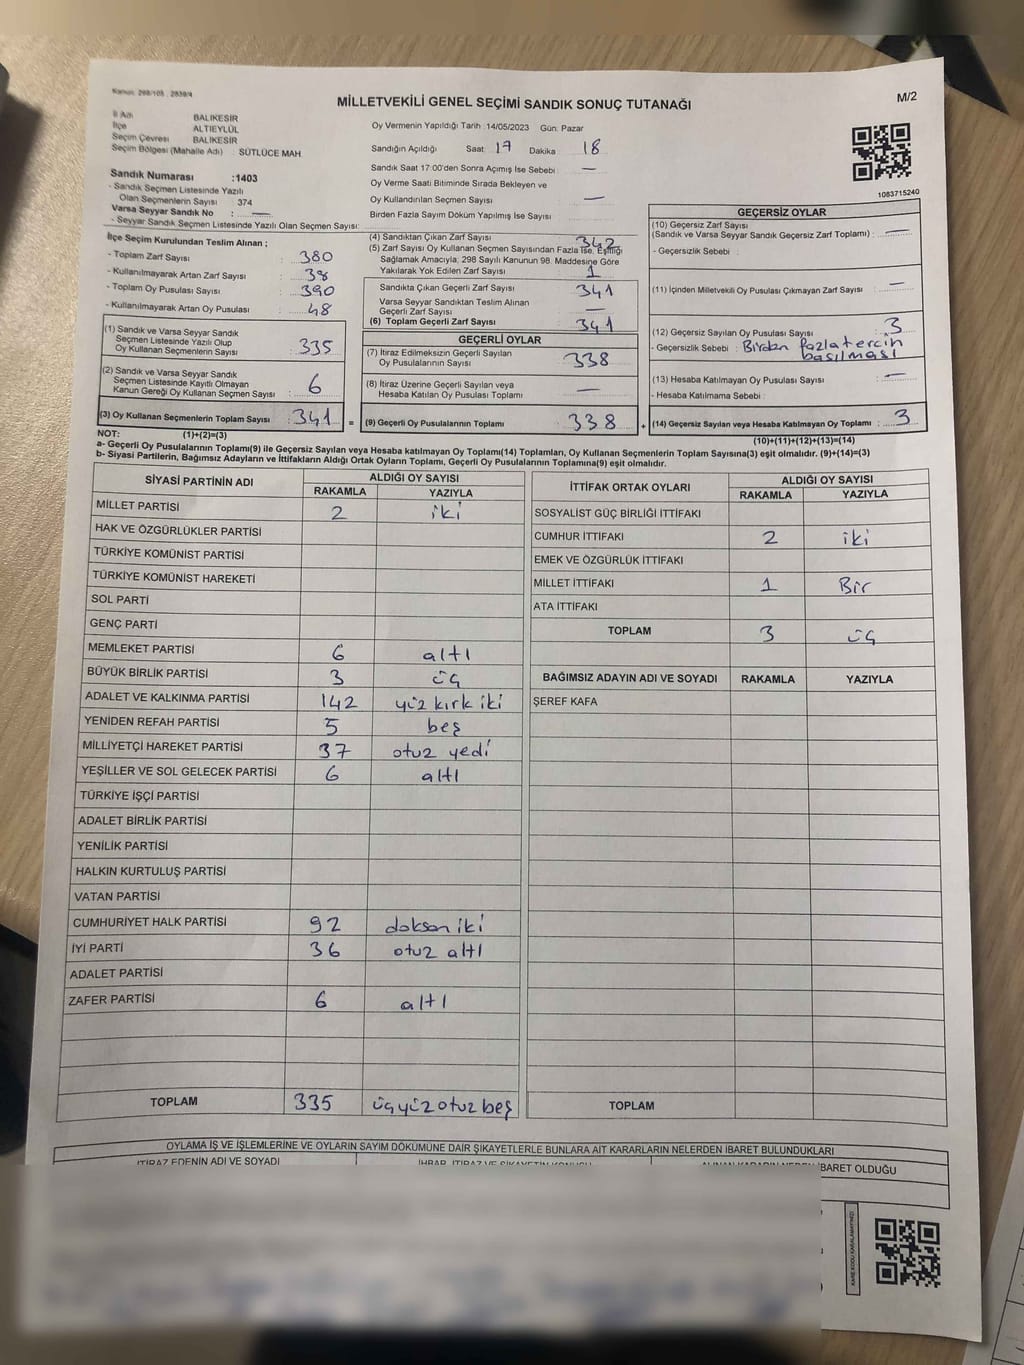 Kanun: 298/105, 2839/4
MİLLETVEKİLİ GENEL SEÇİMİ SANDIK SONUÇ TUTANAĞI
M/2
İl Adı BALIKESİR
İlçe ALTIEYLÜL
Seçim Çevresi BALIKESİR
Seçim Bölgesi (Mahalle Adı) : SÜTLÜCE MAH
Sandık Numarası :1403
- Sandık Seçmen Listesinde Yazılı
Olan Seçmenlerin Sayısı : 374
Varsa Seyyar Sandık No : —
- Seyyar Sandık Seçmen Listesinde Yazılı Olan Seçmen Sayısı:
Oy Vermenin Yapıldığı Tarih :14/05/2023 Gün: Pazar
Sandığın Açıldığı Saat: 17 Dakika : 18
Sandık Saat 17:00'den Sonra Açımış İse Sebebi : —
Oy Verme Saati Bitiminde Sırada Bekleyen ve
Oy Kullandırılan Seçmen Sayısı : —
Birden Fazla Sayım Döküm Yapılmış İse Sayısı :
1083715240
İlçe Seçim Kurulundan Teslim Alınan ;
- Toplam Zarf Sayısı : 380
- Kullanılmayarak Artan Zarf Sayısı : 38
- Toplam Oy Pusulası Sayısı : 390
- Kullanılmayarak Artan Oy Pusulası : 48
(1) Sandık ve Varsa Seyyar Sandık
Seçmen Listesinde Yazılı Olup
Oy Kullanan Seçmenlerin Sayısı : 335
(2) Sandık ve Varsa Seyyar Sandık
Seçmen Listesinde Kayıtlı Olmayan
Kanun Gereği Oy Kullanan Seçmen Sayısı : 6
(3) Oy Kullanan Seçmenlerin Toplam Sayısı : 341 =
(4) Sandıktan Çıkan Zarf Sayısı : 342
(5) Zarf Sayısı Oy Kullanan Seçmen Sayısından Fazla İse, Eşitliği
Sağlamak Amacıyla; 298 Sayılı Kanunun 98. Maddesine Göre
Yakılarak Yok Edilen Zarf Sayısı : 1
Sandıkta Çıkan Geçerli Zarf Sayısı : 341
Varsa Seyyar Sandıktan Teslim Alınan
Geçerli Zarf Sayısı : —
(6) Toplam Geçerli Zarf Sayısı : 341
GEÇERLİ OYLAR
(7) İtiraz Edilmeksizin Geçerli Sayılan
Oy Pusulalarının Sayısı : 338
(8) İtiraz Üzerine Geçerli Sayılan veya
Hesaba Katılan Oy Pusulası Toplamı : —
(9) Geçerli Oy Pusulalarının Toplamı : 338 +
GEÇERSİZ OYLAR
(10) Geçersiz Zarf Sayısı
(Sandık ve Varsa Seyyar Sandık Geçersiz Zarf Toplamı) : —
- Geçersizlik Sebebi :
(11) İçinden Milletvekili Oy Pusulası Çıkmayan Zarf Sayısı : —
(12) Geçersiz Sayılan Oy Pusulası Sayısı : 3
- Geçersizlik Sebebi : Birden fazla tercih
basılması
(13) Hesaba Katılmayan Oy Pusulası Sayısı : —
- Hesaba Katılmama Sebebi :
(14) Geçersiz Sayılan veya Hesaba Katılmayan Oy Toplamı : 3
NOT: (1)+(2)=(3)
(10)+(11)+(12)+(13)=(14)
a- Geçerli Oy Pusulalarının Toplamı(9) ile Geçersiz Sayılan veya Hesaba katılmayan Oy Toplamı(14) Toplamları, Oy Kullanan Seçmenlerin Toplam Sayısına(3) eşit olmalıdır. (9)+(14)=(3)
b- Siyasi Partilerin, Bağımsız Adayların ve İttifakların Aldığı Oyların Toplamı, Geçerli Oy Pusulalarının Toplamına(9) eşit olmalıdır.
SİYASİ PARTİNİN ADI ALDIĞI OY SAYISI
RAKAMLA YAZIYLA
MİLLET PARTİSİ 2 iki
HAK VE ÖZGÜRLÜKLER PARTİSİ
TÜRKİYE KOMÜNİST PARTİSİ
TÜRKİYE KOMÜNİST HAREKETİ
SOL PARTİ
GENÇ PARTİ
MEMLEKET PARTİSİ 6 altı
BÜYÜK BİRLİK PARTİSİ 3 üç
ADALET VE KALKINMA PARTİSİ 142 yüz kırk iki
YENİDEN REFAH PARTİSİ 5 beş
MİLLİYETÇİ HAREKET PARTİSİ 37 otuz yedi
YEŞİLLER VE SOL GELECEK PARTİSİ 6 altı
TÜRKİYE İŞÇİ PARTİSİ
ADALET BİRLİK PARTİSİ
YENİLİK PARTİSİ
HALKIN KURTULUŞ PARTİSİ
VATAN PARTİSİ
CUMHURİYET HALK PARTİSİ 92 doksan iki
İYİ PARTİ 36 otuz altı
ADALET PARTİSİ
ZAFER PARTİSİ 6 altı
TOPLAM 335 üçyüz otuz beş
İTTİFAK ORTAK OYLARI ALDIĞI OY SAYISI
RAKAMLA YAZIYLA
SOSYALİST GÜÇ BİRLİĞİ İTTİFAKI
CUMHUR İTTİFAKI 2 iki
EMEK VE ÖZGÜRLÜK İTTİFAKI
MİLLET İTTİFAKI 1 Bir
ATA İTTİFAKI
TOPLAM 3 üç
BAĞIMSIZ ADAYIN ADI VE SOYADI RAKAMLA YAZIYLA
ŞEREF KAFA
TOPLAM
OYLAMA İŞ VE İŞLEMLERİNE VE OYLARIN SAYIM DÖKÜMÜNE DAİR ŞİKAYETLERLE BUNLARA AİT KARARLARIN NELERDEN İBARET BULUNDUKLARI
İTİRAZ EDENİN ADI VE SOYADI İHBAR, İTİRAZ VE ŞİKAYETİN KONUSU ALINAN KARARIN NEDEN İBARET OLDUĞU
KARE KODU KARALAMAYINIZ!